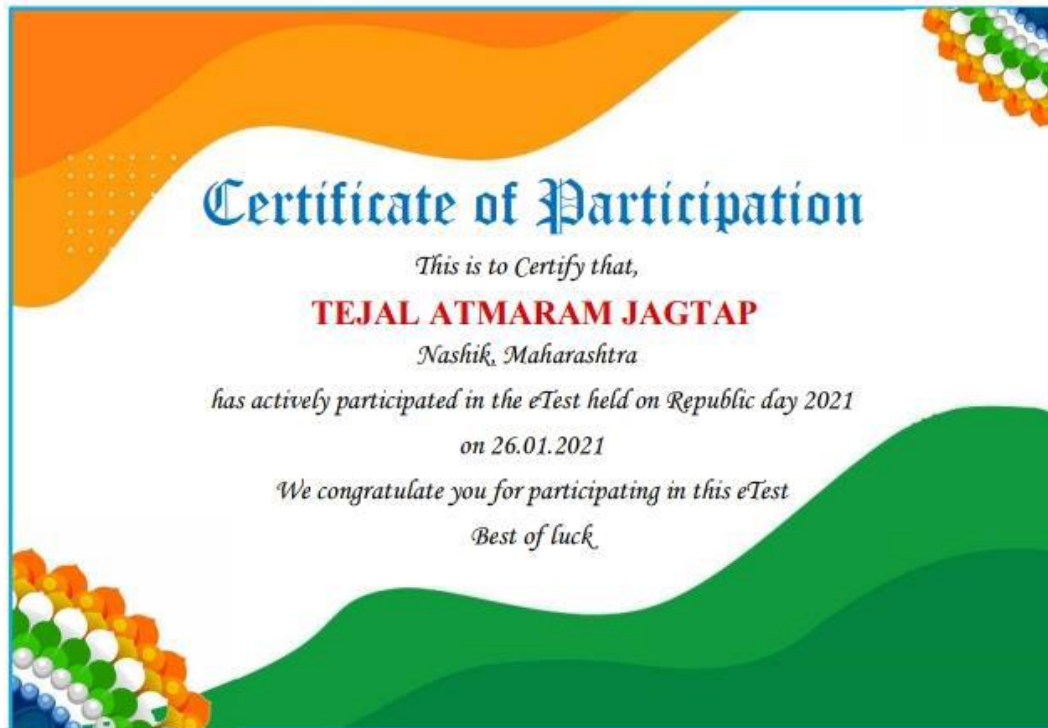 Certificate of Participation
This is to Certify that,
TEJAL ATMARAM JAGTAP
Nashik, Maharashtra
has actively participated in the eTest held on Republic day 2021
on 26.01.2021
We congratulate you for participating in this eTest
Best of luck